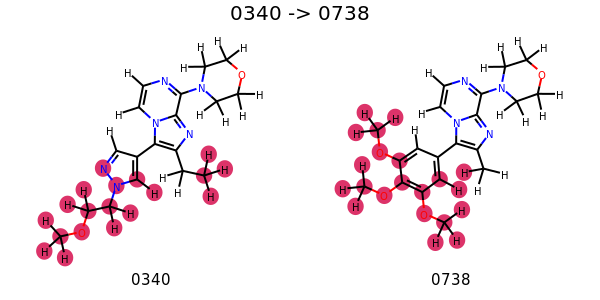 0340 -> 0738
H H H
H H H
N O N O
H N H H N H
H H H H H H
N N
H H H H
H N N H N N
H H O
N H H H
H H
N H H H H
H H H H H O H
H O H
O H H
H H H H
0340 0738